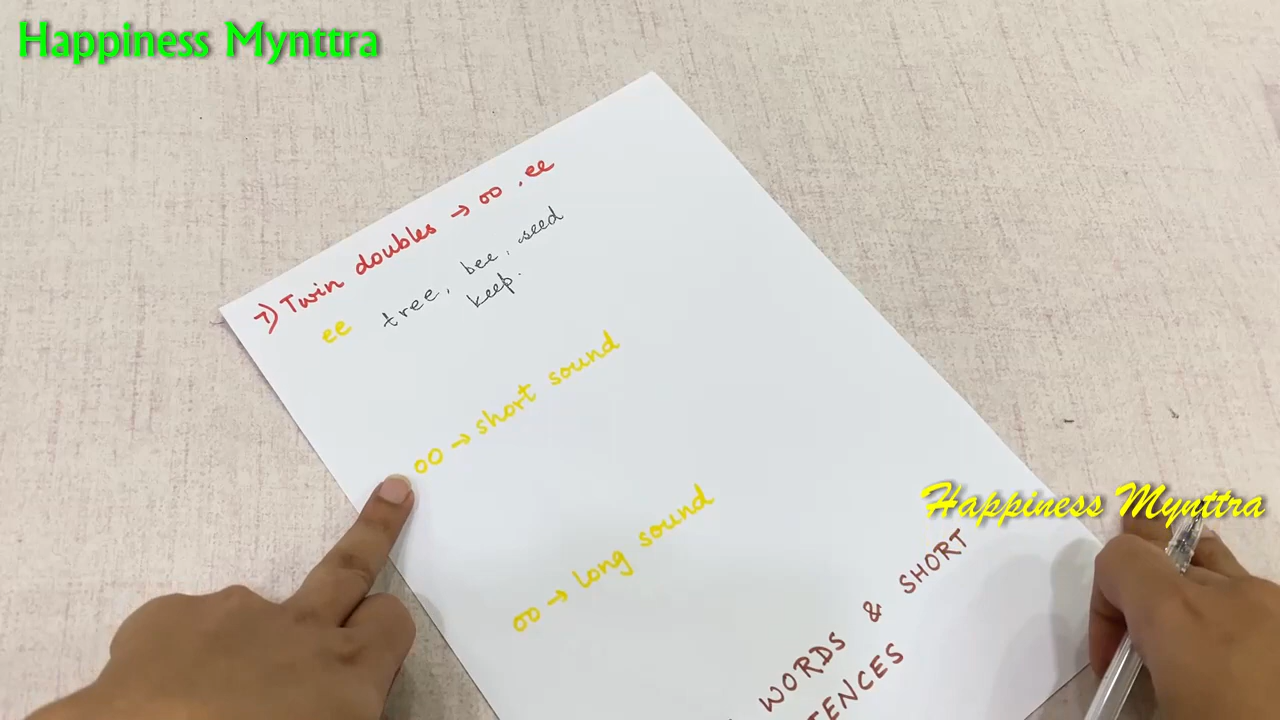 Happiness Mynttra
7) Twin doubles → oo, ee
ee tree, bee, seed
keep.
oo → short sound
oo → long sound
Happiness Mynttra
WORDS & SHORT